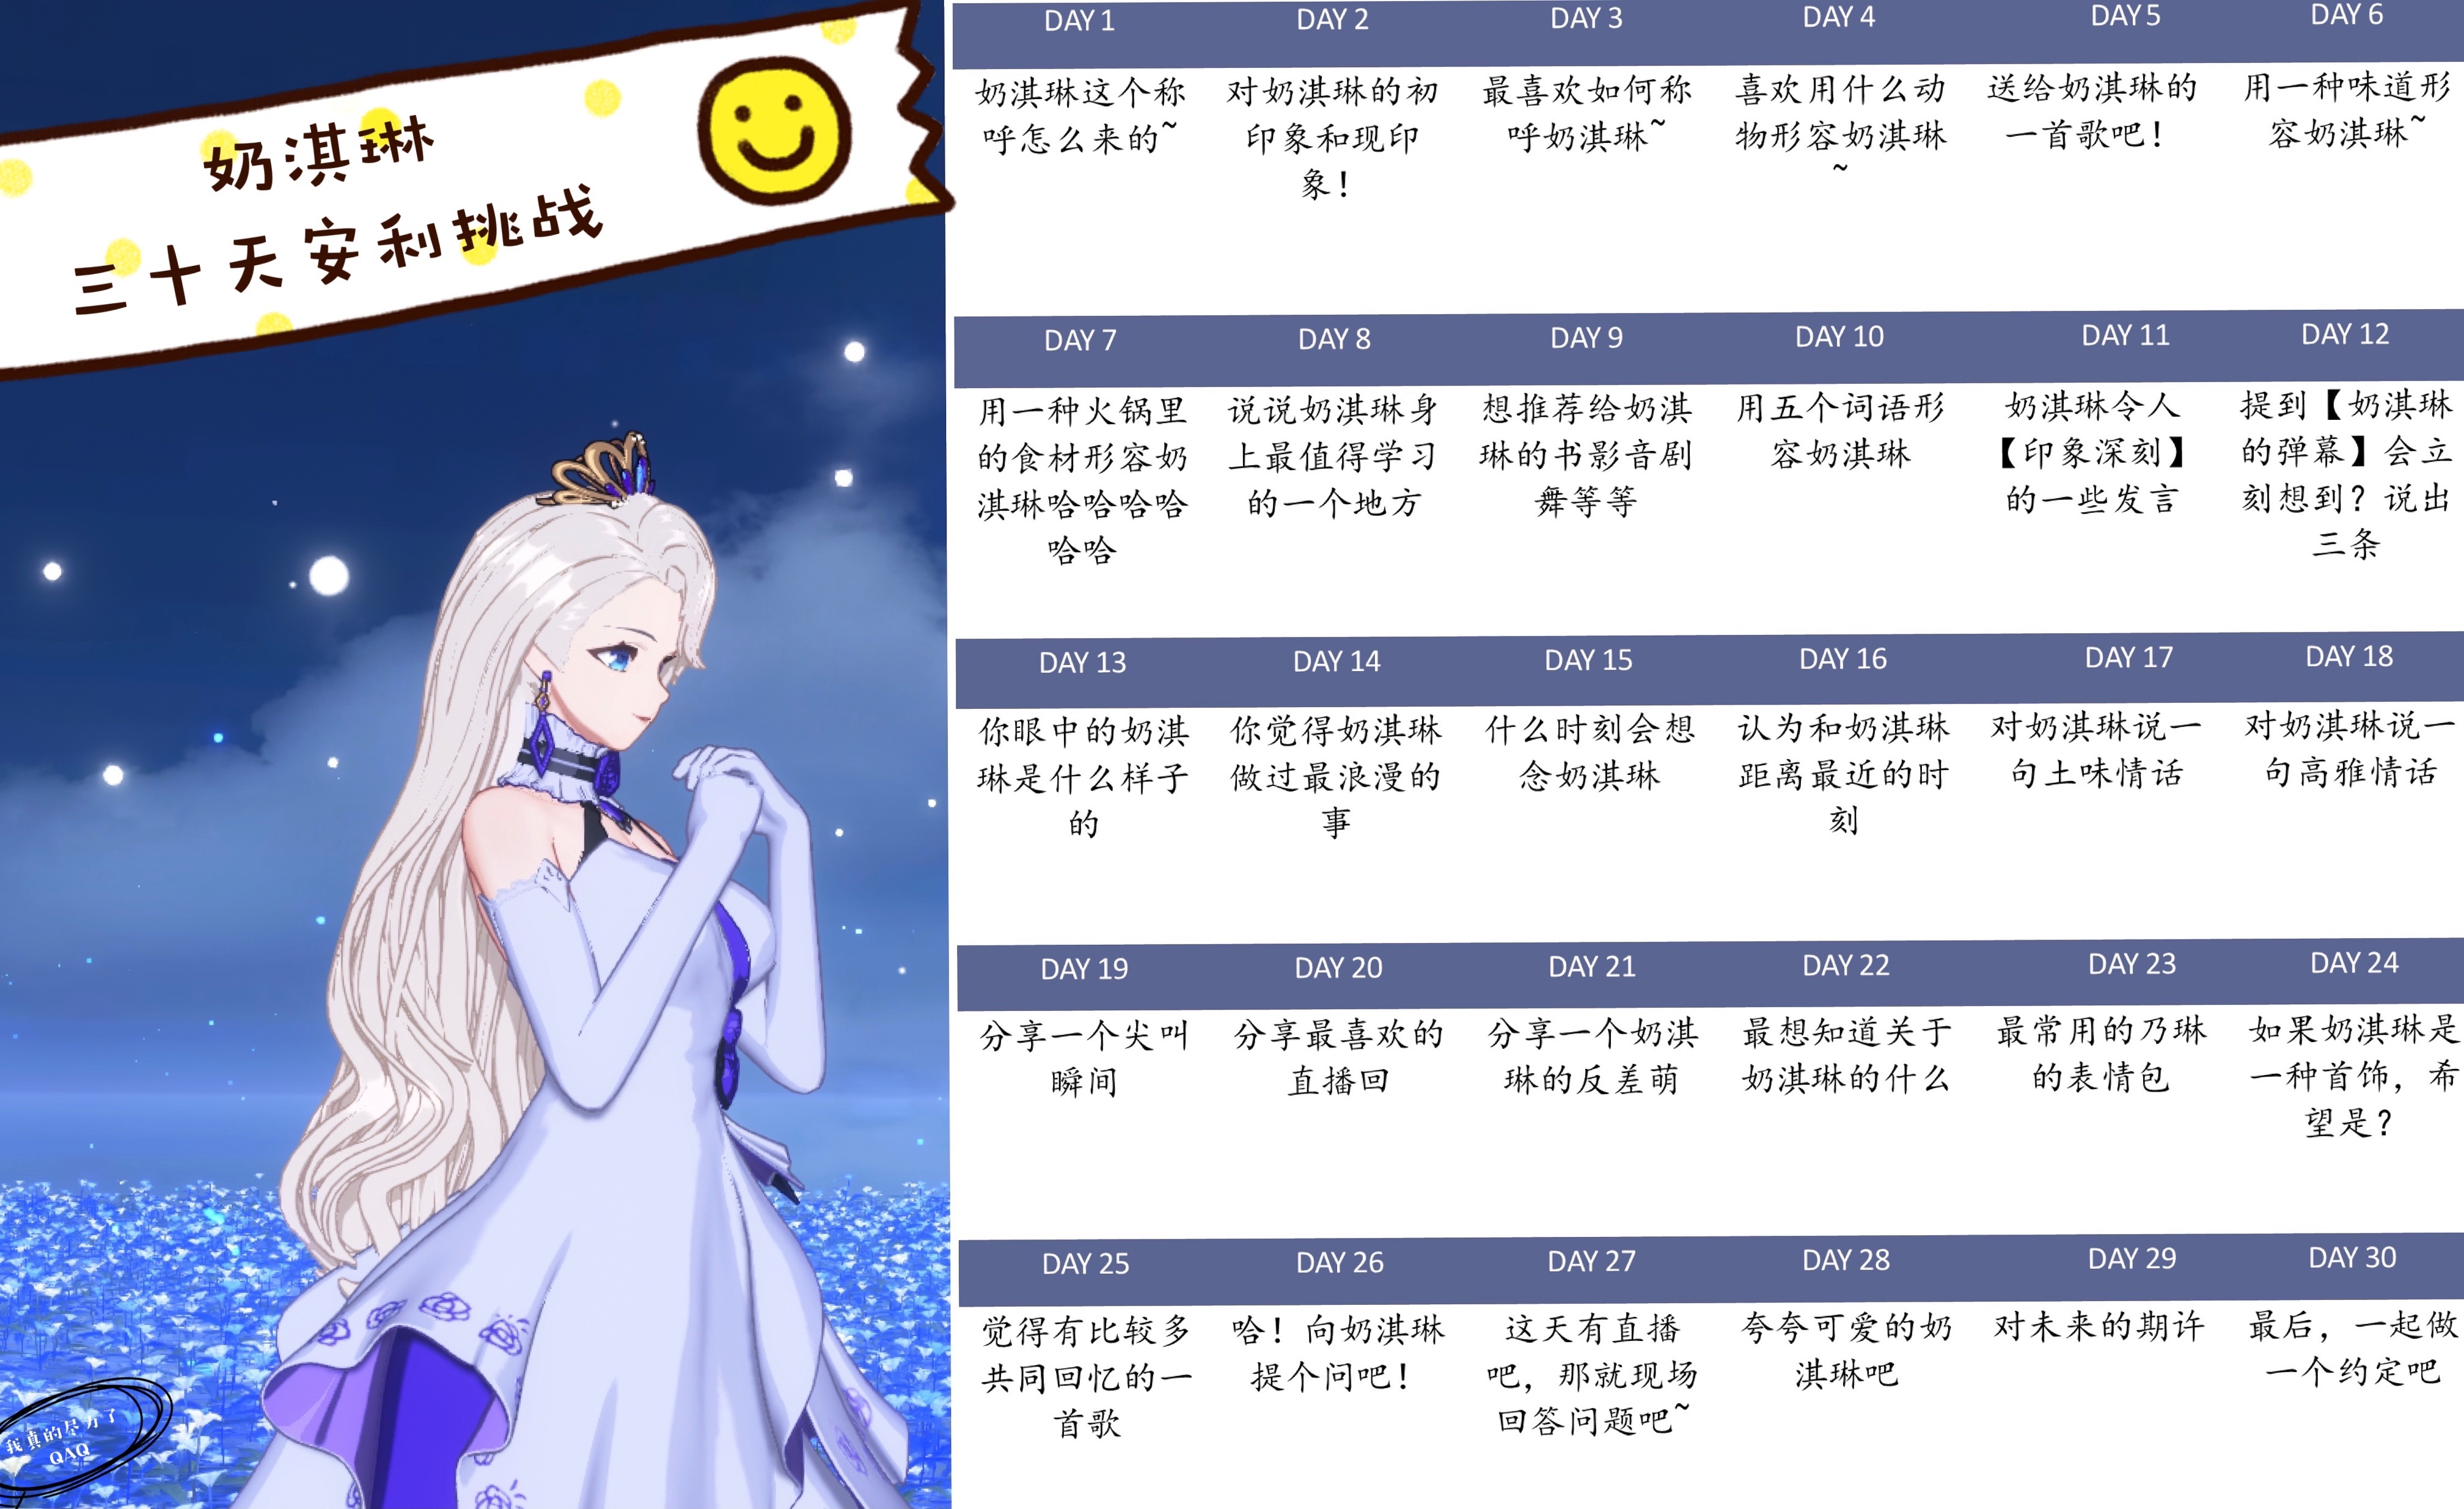 奶淇琳
三十天安利挑战
DAY 1
DAY 2
DAY 3
DAY 4
DAY 5
DAY 6
奶淇琳这个称
呼怎么来的~
对奶淇琳的初
印象和现印
象！
最喜欢如何称
呼奶淇琳~
喜欢用什么动
物形容奶淇琳
~
送给奶淇琳的
一首歌吧！
用一种味道形
容奶淇琳~
DAY 7
DAY 8
DAY 9
DAY 10
DAY 11
DAY 12
用一种火锅里
的食材形容奶
淇琳哈哈哈哈
哈哈
说说奶淇琳身
上最值得学习
的一个地方
想推荐给奶淇
琳的书影音剧
舞等等
用五个词语形
容奶淇琳
奶淇琳令人
【印象深刻】
的一些发言
提到【奶淇琳
的弹幕】会立
刻想到？说出
三条
DAY 13
DAY 14
DAY 15
DAY 16
DAY 17
DAY 18
你眼中的奶淇
琳是什么样子
的
你觉得奶淇琳
做过最浪漫的
事
什么时刻会想
念奶淇琳
认为和奶淇琳
距离最近的时
刻
对奶淇琳说一
句土味情话
对奶淇琳说一
句高雅情话
DAY 19
DAY 20
DAY 21
DAY 22
DAY 23
DAY 24
分享一个尖叫
瞬间
分享最喜欢的
直播回
分享一个奶淇
琳的反差萌
最想知道关于
奶淇琳的什么
最常用的乃琳
的表情包
如果奶淇琳是
一种首饰，希
望是？
DAY 25
DAY 26
DAY 27
DAY 28
DAY 29
DAY 30
觉得有比较多
共同回忆的一
首歌
哈！向奶淇琳
提个问吧！
这天有直播
吧，那就现场
回答问题吧~
夸夸可爱的奶
淇琳吧
对未来的期许
最后，一起做
一个约定吧
我真的尽力了
QAQ